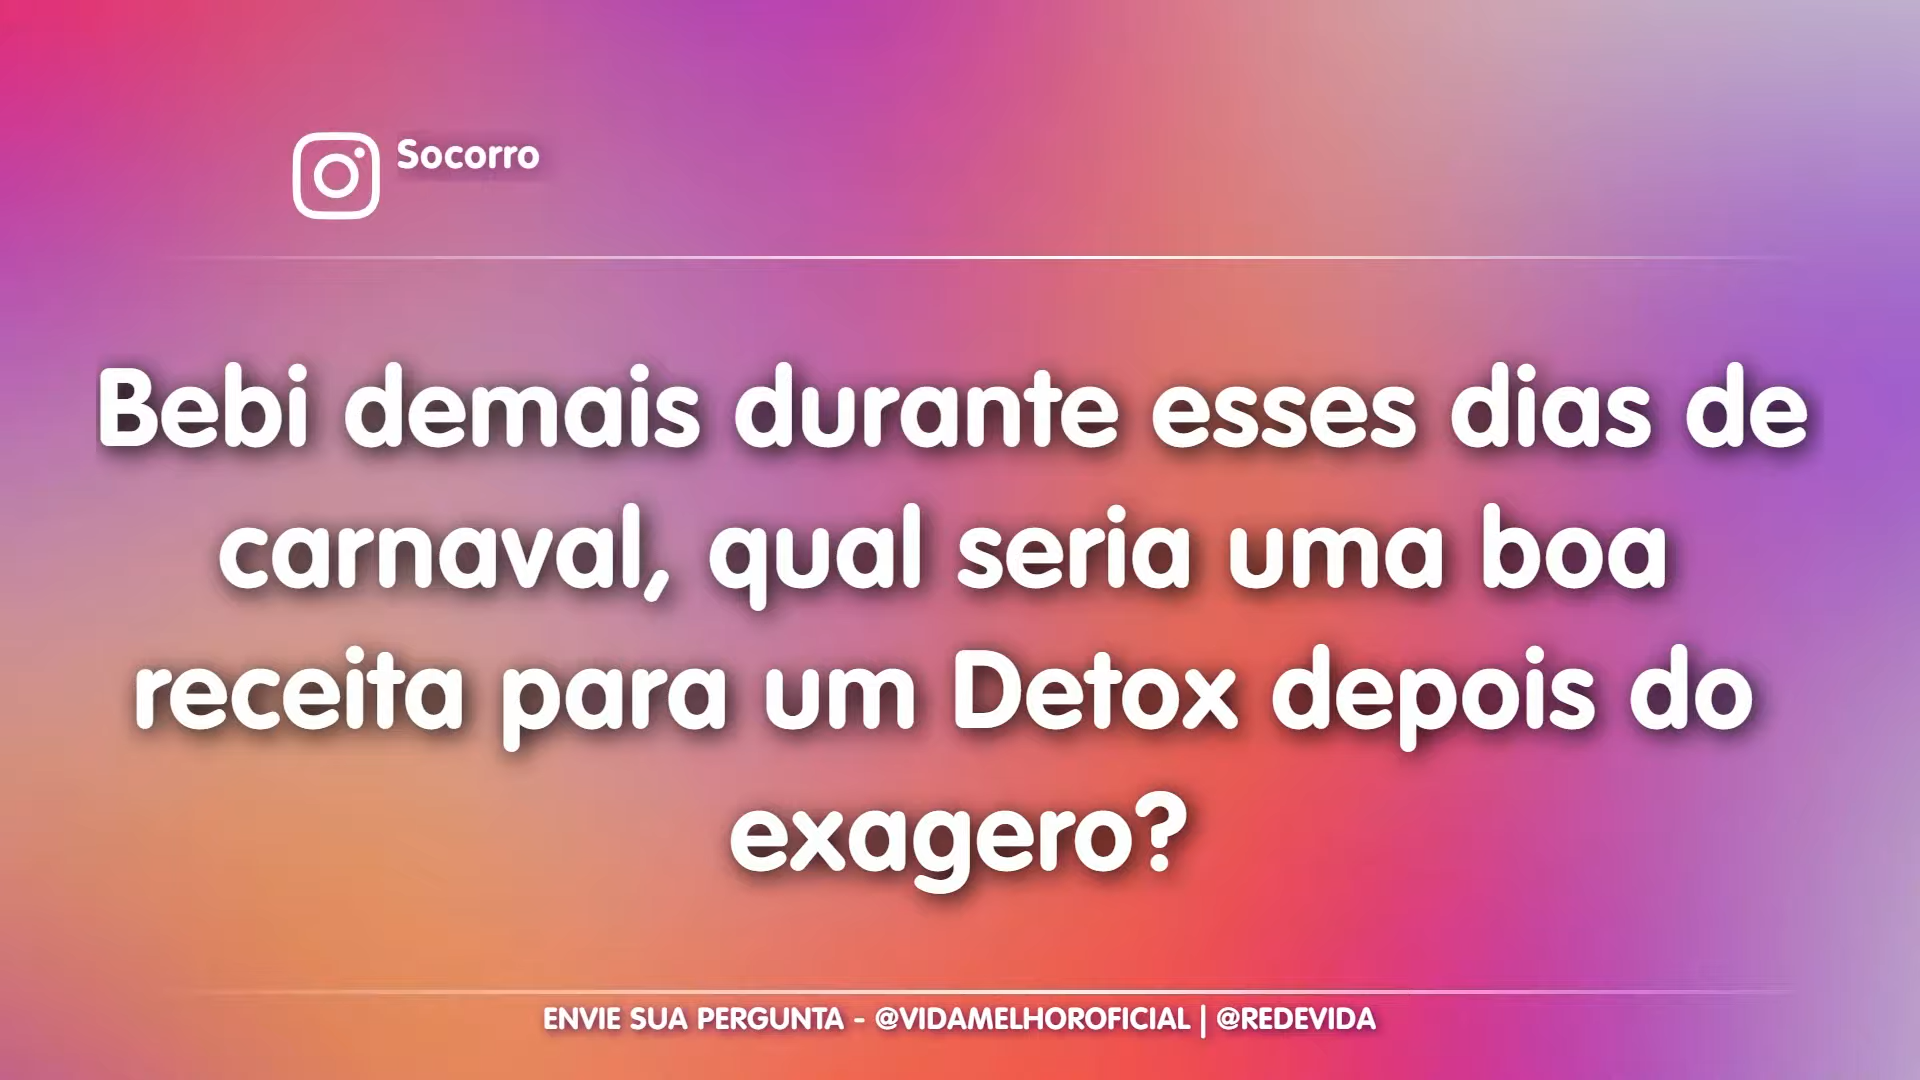 Socorro
Bebi demais durante esses dias de
carnaval, qual seria uma boa
receita para um Detox depois do
exagero?
ENVIE SUA PERGUNTA - @VIDAMELHOROFICIAL | @REDEVIDA